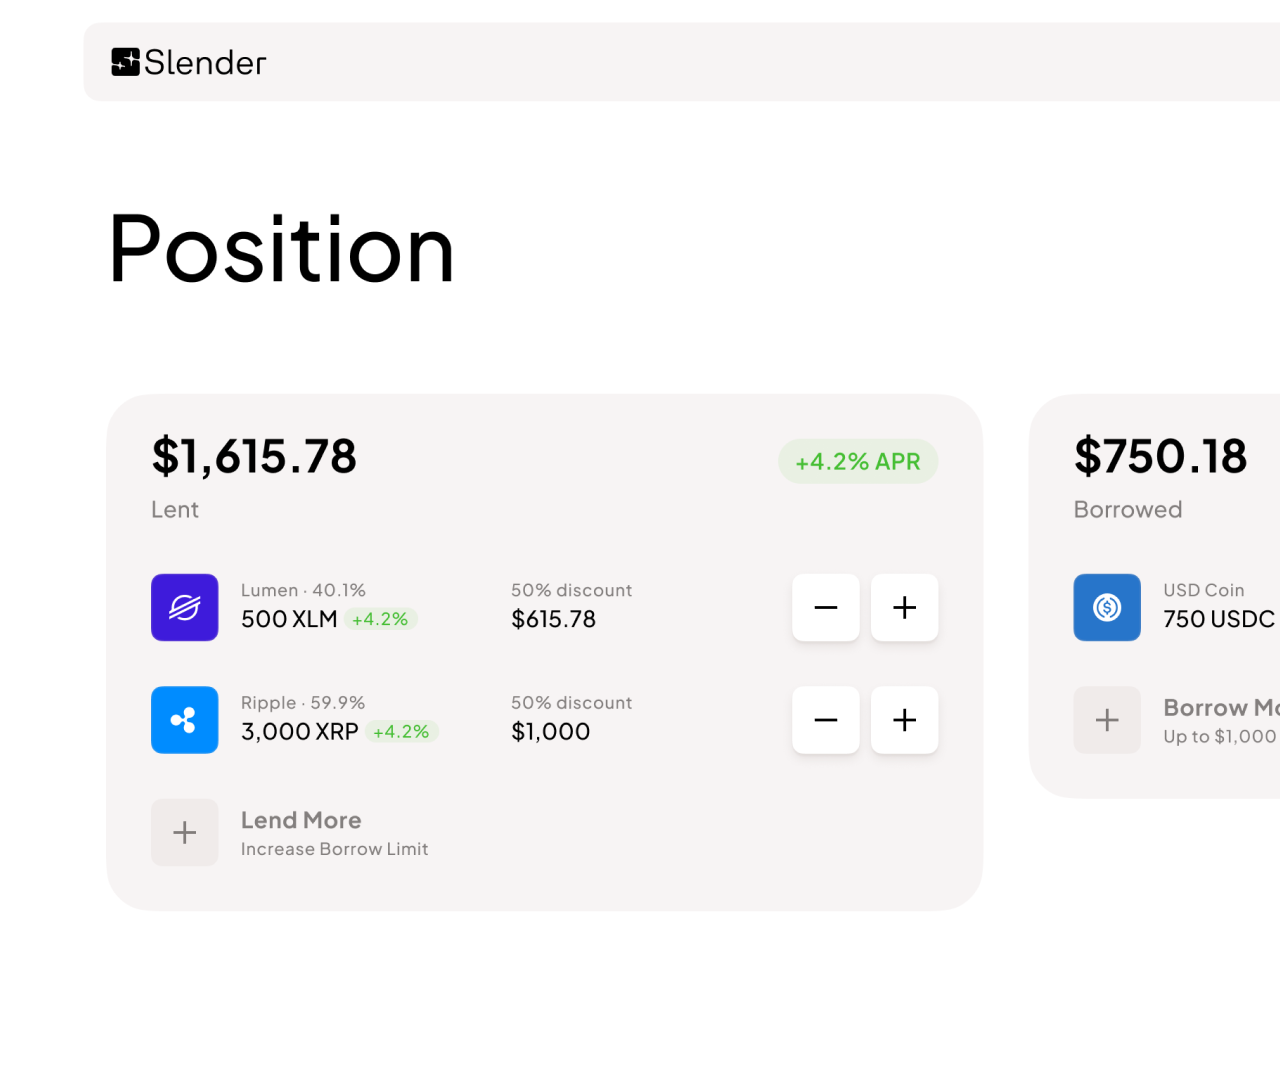 Slender
Position
$1,615.78
+4.2% APR
Lent
Lumen · 40.1%
50% discount
500 XLM +4.2%
$615.78
Ripple · 59.9%
50% discount
3,000 XRP +4.2%
$1,000
Lend More
Increase Borrow Limit
$750.18
Borrowed
USD Coin
750 USDC
Borrow
Up to $1,000